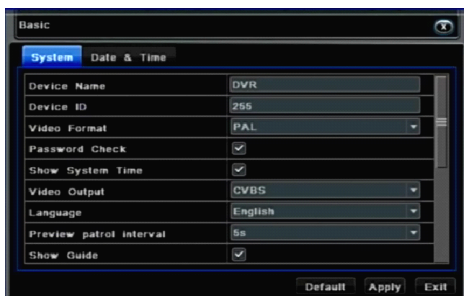 Basic
System Date & Time
Device Name DVR
Device ID 255
Video Format PAL
Password Check
Show System Time
Video Output CVBS
Language English
Preview patrol interval 5s
Show Guide
Default Apply Exit